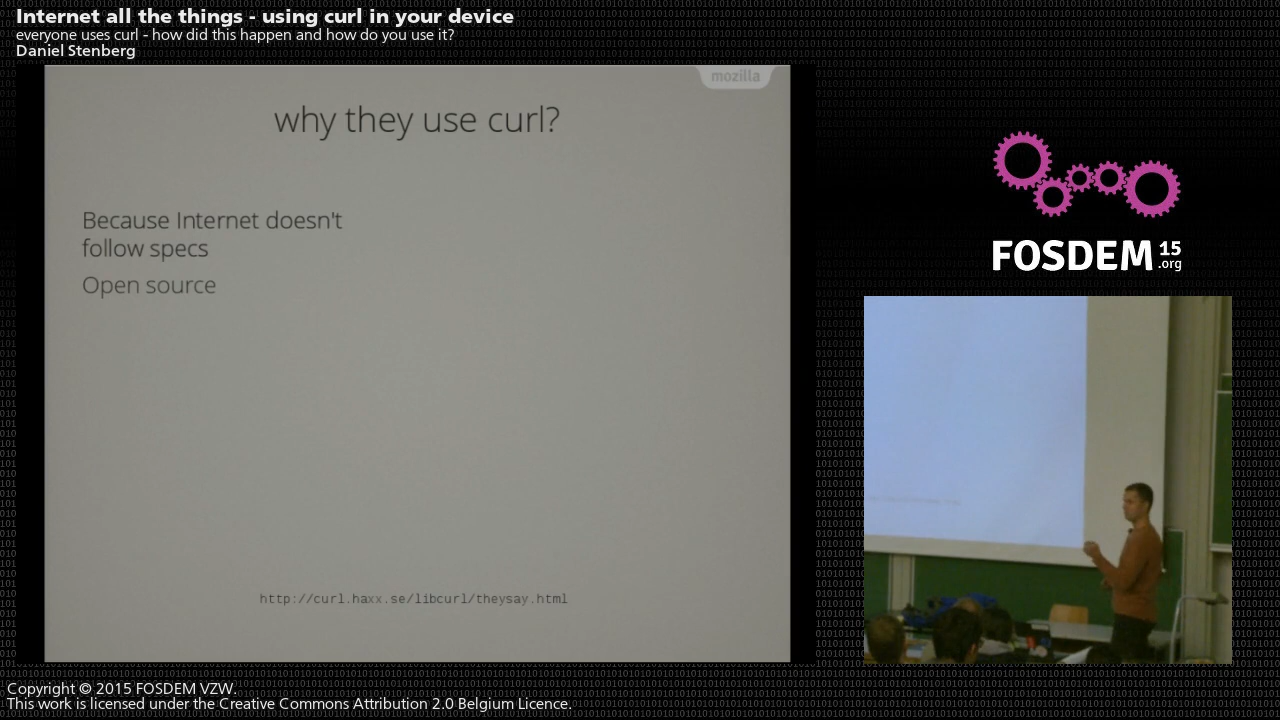 Internet all the things - using curl in your device
everyone uses curl - how did this happen and how do you use it?
Daniel Stenberg
mozilla
why they use curl?
Because Internet doesn't
follow specs
Open source
http://curl.haxx.se/libcurl/theysay.html
FOSDEM 15
.org
Copyright © 2015 FOSDEM VZW.
This work is licensed under the Creative Commons Attribution 2.0 Belgium Licence.